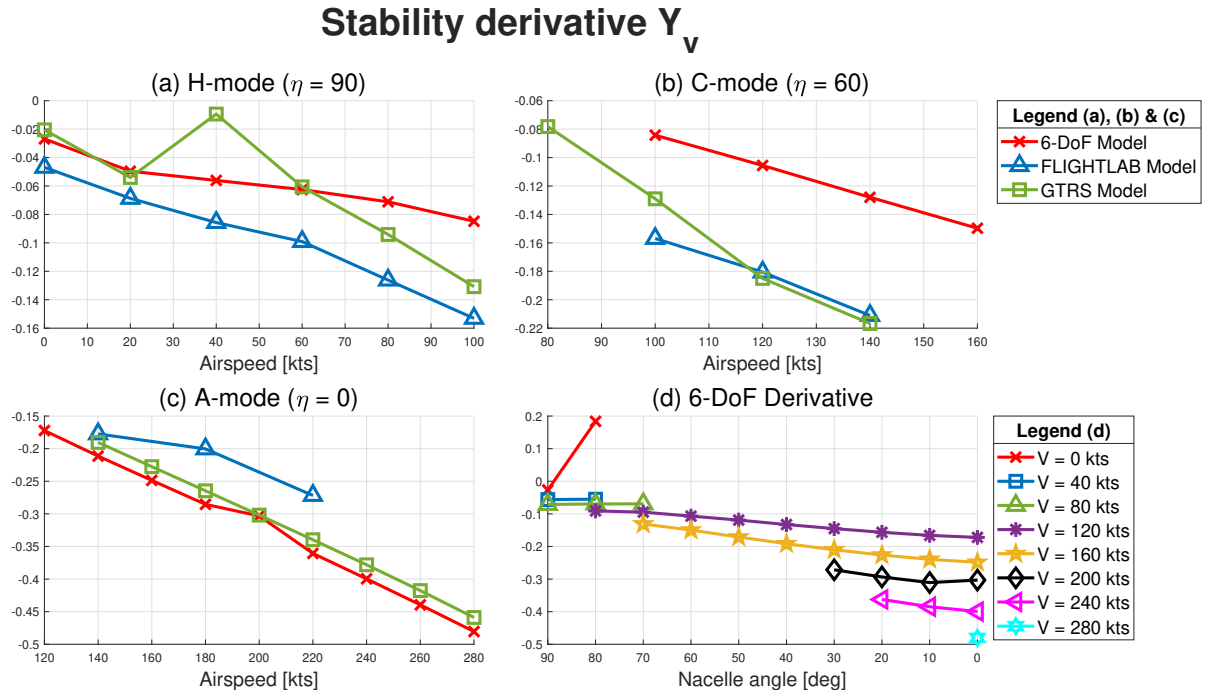 Stability derivative Y_v
(a) H-mode (η = 90)
0
-0.02
-0.04
-0.06
-0.08
-0.1
-0.12
-0.14
-0.16
0 10 20 30 40 50 60 70 80 90 100
Airspeed [kts]
(b) C-mode (η = 60)
-0.06
-0.08
-0.1
-0.12
-0.14
-0.16
-0.18
-0.2
-0.22
80 90 100 110 120 130 140 150 160
Airspeed [kts]
Legend (a), (b) & (c)
6-DoF Model
FLIGHTLAB Model
GTRS Model
(c) A-mode (η = 0)
-0.15
-0.2
-0.25
-0.3
-0.35
-0.4
-0.45
-0.5
120 140 160 180 200 220 240 260 280
Airspeed [kts]
(d) 6-DoF Derivative
0.2
0.1
0
-0.1
-0.2
-0.3
-0.4
-0.5
90 80 70 60 50 40 30 20 10 0
Nacelle angle [deg]
Legend (d)
V = 0 kts
V = 40 kts
V = 80 kts
V = 120 kts
V = 160 kts
V = 200 kts
V = 240 kts
V = 280 kts